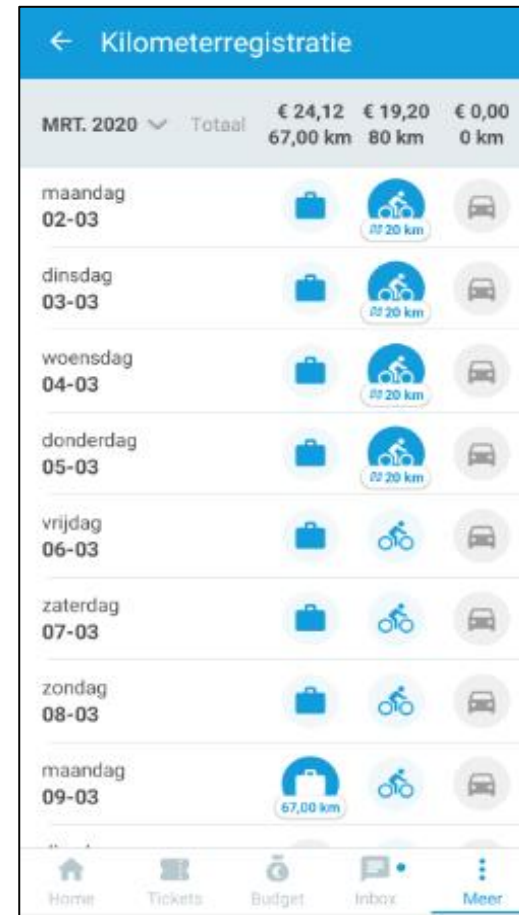 Kilometerregistratie
MRT. 2020 Totaal € 24,12 € 19,20 € 0,00
67,00 km 80 km 0 km
maandag
02-03
20 km
dinsdag
03-03
20 km
woensdag
04-03
20 km
donderdag
05-03
20 km
vrijdag
06-03
zaterdag
07-03
zondag
08-03
maandag
09-03
67,00 km
Home Tickets Budget Inbox Meer